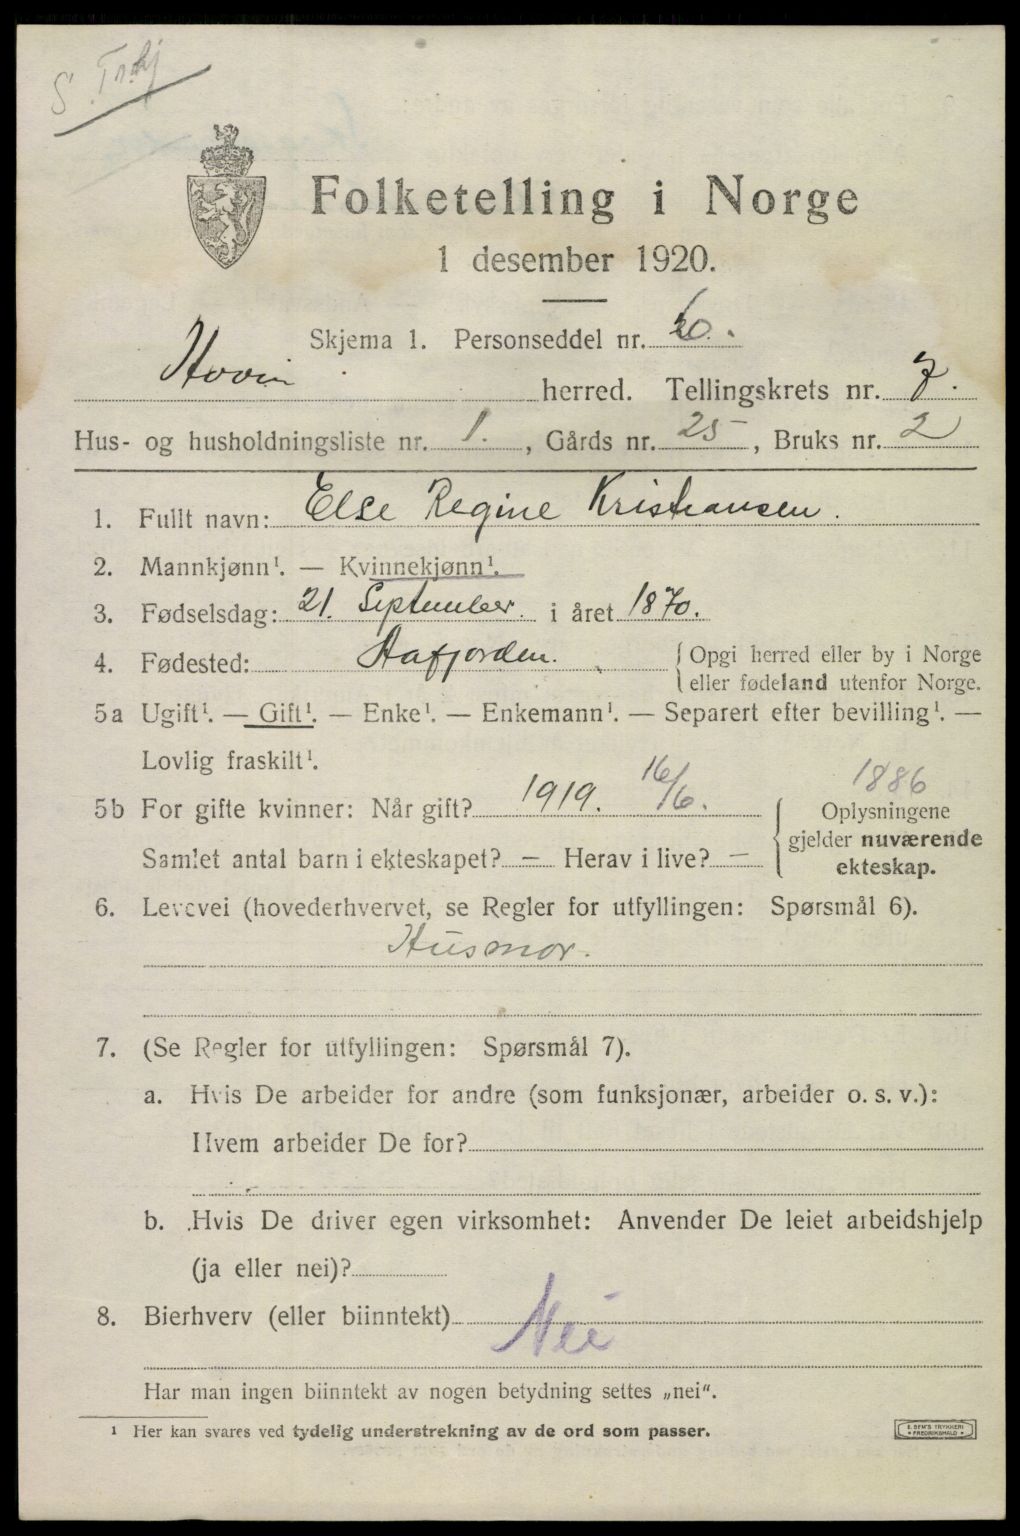 S. Trhj
Folketelling i Norge
1 desember 1920.
Skjema 1. Personseddel nr. 6.
Hovin herred. Tellingskrets nr. 7.
Hus- og husholdningsliste nr. 1., Gårds nr. 25, Bruks nr. 2
1. Fullt navn: Else Regine Kristiansen.
2. Mannkjønn¹. — Kvinnekjønn¹.
3. Fødselsdag: 21. September. i året 1870.
4. Fødested: Aafjorden. { Opgi herred eller by i Norge
eller fødeland utenfor Norge.
5a Ugift¹. — Gift¹. — Enke¹. — Enkemann¹. — Separert efter bevilling¹. —
Lovlig fraskilt¹.
1886
5b For gifte kvinner: Når gift? 1919. 16/6. Oplysningene
gjelder nuværende
Samlet antal barn i ekteskapet? — Herav i live? — ekteskap.
6. Levevei (hovederhvervet, se Regler for utfyllingen: Spørsmål 6).
Husmor.
7. (Se Regler for utfyllingen: Spørsmål 7).
a. Hvis De arbeider for andre (som funksjonær, arbeider o. s. v.):
Hvem arbeider De for?
b. Hvis De driver egen virksomhet: Anvender De leiet arbeidshjelp
(ja eller nei)?
8. Bierhverv (eller biinntekt) Nei
Har man ingen biinntekt av nogen betydning settes „nei".
¹ Her kan svares ved tydelig understrekning av de ord som passer.
E. SEM'S TRYKKERI
FREDRIKSHALD